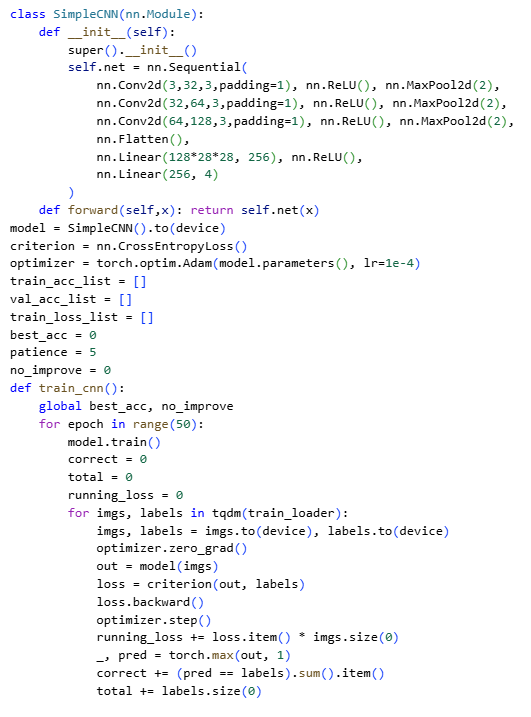 class SimpleCNN(nn.Module):
    def __init__(self):
        super().__init__()
        self.net = nn.Sequential(
            nn.Conv2d(3,32,3,padding=1), nn.ReLU(), nn.MaxPool2d(2),
            nn.Conv2d(32,64,3,padding=1), nn.ReLU(), nn.MaxPool2d(2),
            nn.Conv2d(64,128,3,padding=1), nn.ReLU(), nn.MaxPool2d(2),
            nn.Flatten(),
            nn.Linear(128*28*28, 256), nn.ReLU(),
            nn.Linear(256, 4)
        )
    def forward(self,x): return self.net(x)
model = SimpleCNN().to(device)
criterion = nn.CrossEntropyLoss()
optimizer = torch.optim.Adam(model.parameters(), lr=1e-4)
train_acc_list = []
val_acc_list = []
train_loss_list = []
best_acc = 0
patience = 5
no_improve = 0
def train_cnn():
    global best_acc, no_improve
    for epoch in range(50):
        model.train()
        correct = 0
        total = 0
        running_loss = 0
        for imgs, labels in tqdm(train_loader):
            imgs, labels = imgs.to(device), labels.to(device)
            optimizer.zero_grad()
            out = model(imgs)
            loss = criterion(out, labels)
            loss.backward()
            optimizer.step()
            running_loss += loss.item() * imgs.size(0)
            _, pred = torch.max(out, 1)
            correct += (pred == labels).sum().item()
            total += labels.size(0)